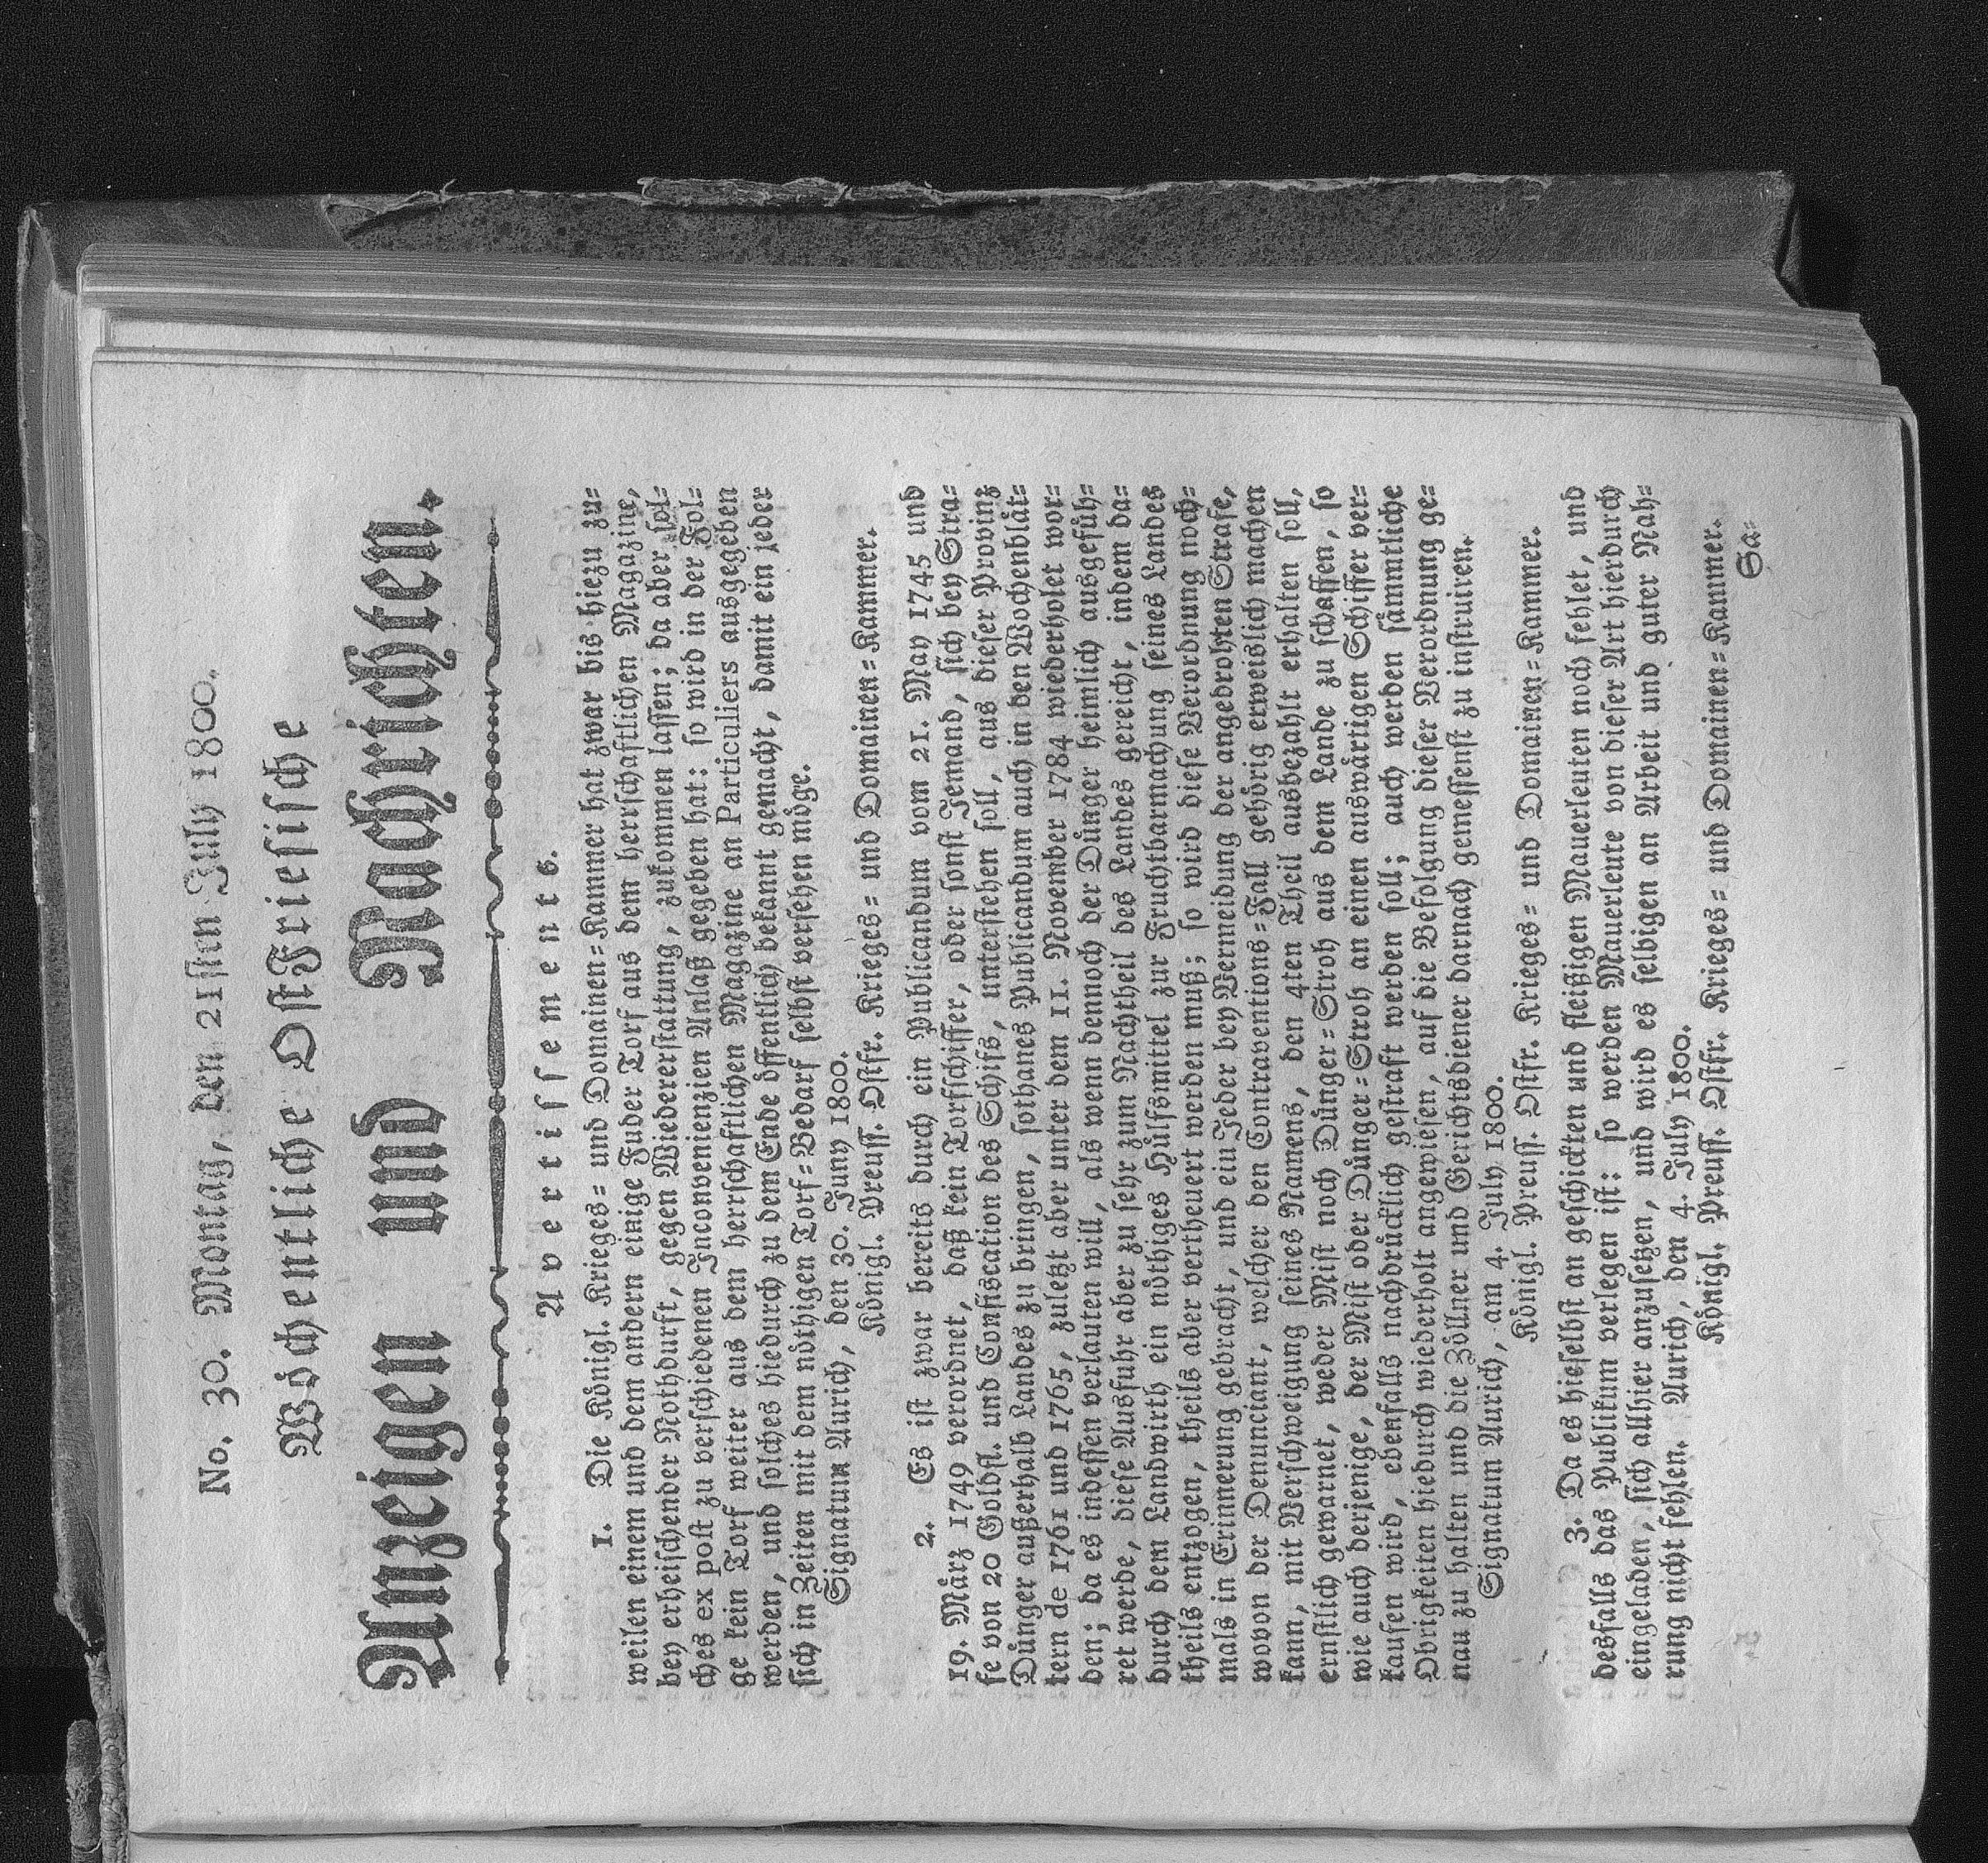 No. 30. Montag, den 21sten July 1800.
Wöchentliche OstFriesische
Anzeigen und Nachrichten.
Avertissements.
1. Die Königl. Krieges= und Domainen=Kammer hat zwar bis hiezu zu=
weilen einem und dem andern einige Fuder Torf aus dem herrschaftlichen Magazine,
bey erheischender Nothdurft, gegen Wiedererstattung, zukommen lassen; da aber sol=
ches ex post zu verschiedenen Inconvenienzien Anlaß gegeben hat: so wird in der Fol=
ge kein Torf weiter aus dem herrschaftlichen Magazine an Particuliers ausgegeben
werden, und solches hiedurch zu dem Ende öffentlich bekannt gemacht, damit ein jeder
sich in Zeiten mit dem nöthigen Torf=Bedarf selbst versehen möge.
Signatum Aurich, den 30. Juny 1800.
Königl. Preuss. Ostfr. Krieges= und Domainen=Kammer.
2. Es ist zwar bereits durch ein Publicandum vom 21. May 1745 und
19. März 1749 verordnet, daß kein Torfschiffer, oder sonst Jemand, sich bey Stra=
fe von 20 Goldfl. und Confiscation des Schifs, unterstehen soll, aus dieser Provinz
Dünger außerhalb Landes zu bringen, sothanes Publicandum auch in den Wochenblät=
tern de 1761 und 1765, zuletzt aber unter dem 11. November 1784 wiederholet wor=
den; da es indessen verlauten will, als wenn dennoch der Dünger heimlich ausgefüh=
ret werde, diese Ausfuhr aber zu sehr zum Nachtheil des Landes gereicht, indem da=
durch dem Landwirth ein nöthiges Hülfsmittel zur Fruchtbarmachung seines Landes
theils entzogen, theils aber vertheuert werden muß; so wird diese Verordnung noch=
mals in Erinnerung gebracht, und ein Jeder bey Vermeidung der angedrohten Strafe,
wovon der Denunciant, welcher den Contraventions=Fall gehörig erweislich machen
kann, mit Verschweigung seines Namens, den 4ten Theil ausbezahlt erhalten soll,
ernstlich gewarnet, weder Mist noch Dünger=Stroh aus dem Lande zu schaffen, so
wie auch derjenige, der Mist oder Dünger=Stroh an einen auswärtigen Schiffer ver=
kaufen wird, ebenfalls nachdrücklich gestraft werden soll; auch werden sämmtliche
Obrigkeiten hiedurch wiederholt angewiesen, auf die Befolgung dieser Verordnung ge=
nau zu halten und die Zöllner und Gerichtsdiener darnach gemessenst zu instruiren.
Signatum Aurich, am 4. July 1800.
Königl. Preuss. Ostfr. Krieges= und Domainen=Kammer.
3. Da es hieselbst an geschickten und fleißigen Mauerleuten noch fehlet, und
desfalls das Publikum verlegen ist: so werden Mauerleute von dieser Art hierdurch
eingeladen, sich allhier anzusetzen, und wird es selbigen an Arbeit und guter Nah=
rung nicht fehlen. Aurich, den 4. July 1800.
Königl. Preuss. Ostfr. Krieges= und Domainen=Kammer.
Sa=